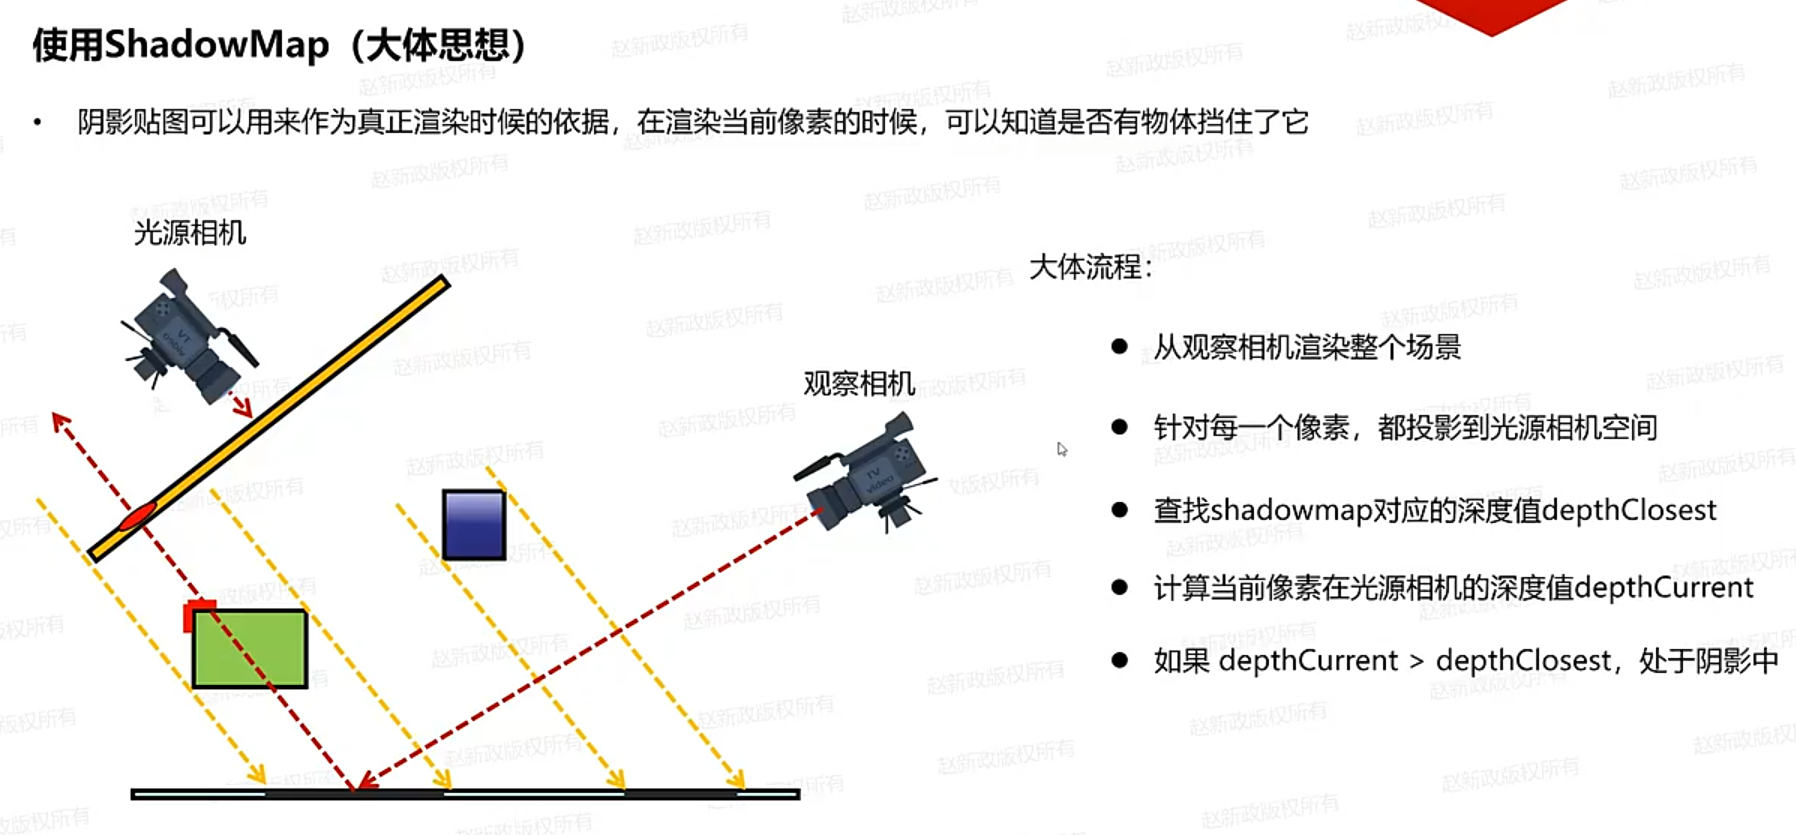 使用ShadowMap（大体思想）
• 阴影贴图可以用来作为真正渲染时候的依据，在渲染当前像素的时候，可以知道是否有物体挡住了它
光源相机
观察相机
TV
video
大体流程：
● 从观察相机渲染整个场景
● 针对每一个像素，都投影到光源相机空间
● 查找shadowmap对应的深度值depthClosest
● 计算当前像素在光源相机的深度值depthCurrent
● 如果 depthCurrent > depthClosest，处于阴影中
赵新政版权所有